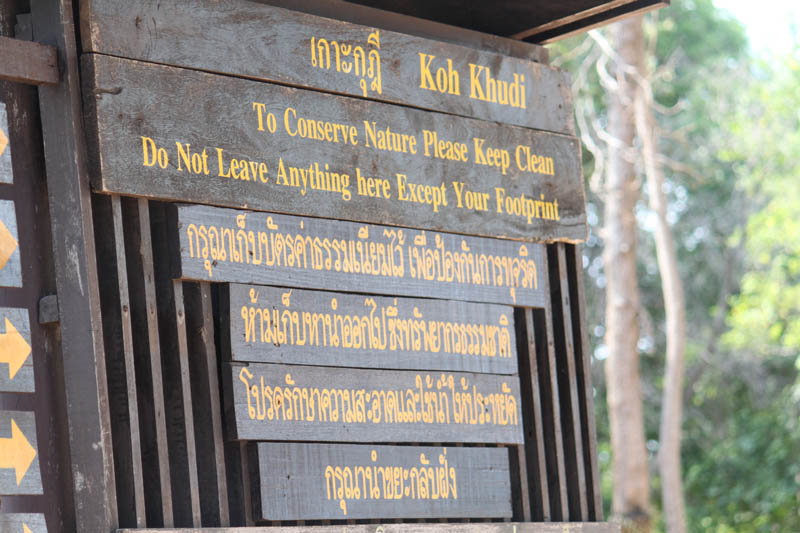 เกาะกุฎี Koh Khudi
To Conserve Nature Please Keep Clean
Do Not Leave Anything here Except Your Footprint
กรุณาเก็บบัตรค่าธรรมเนียมไว้ เพื่อป้องกันการทุจริต
ห้ามเก็บหานำออกไปซึ่งทรัพยากรธรรมชาติ
โปรดรักษาความสะอาดและใช้น้ำให้ประหยัด
กรุณานำขยะกลับฝั่ง